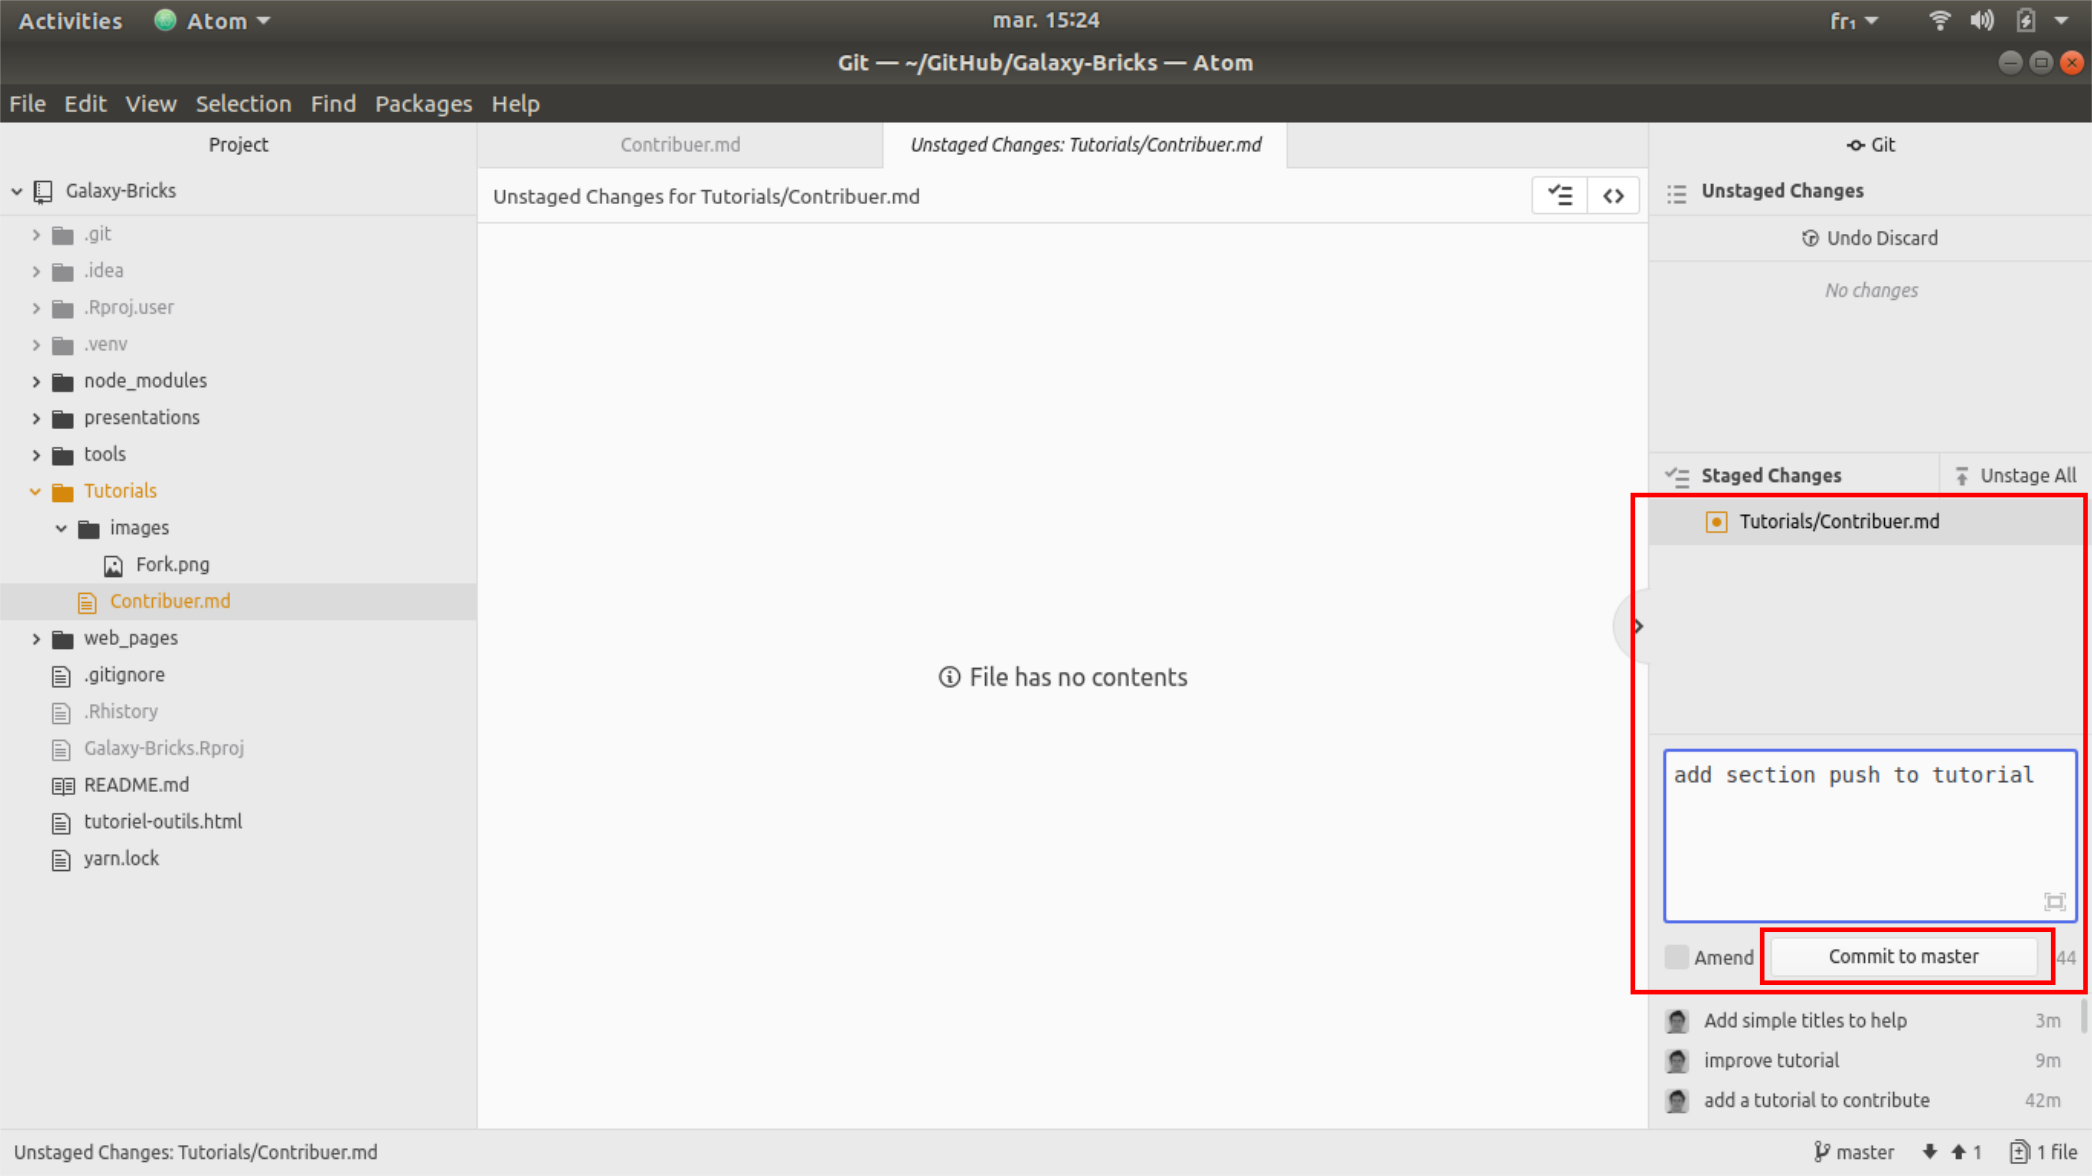 Activities Atom mar. 15:24 fr₁
Git — ~/GitHub/Galaxy-Bricks — Atom
File Edit View Selection Find Packages Help
Project
Galaxy-Bricks
.git
.idea
.Rproj.user
.venv
node_modules
presentations
tools
Tutorials
images
Fork.png
Contribuer.md
web_pages
.gitignore
.Rhistory
Galaxy-Bricks.Rproj
README.md
tutoriel-outils.html
yarn.lock
Contribuer.md Unstaged Changes: Tutorials/Contribuer.md
Unstaged Changes for Tutorials/Contribuer.md
File has no contents
Git
Unstaged Changes
Undo Discard
No changes
Staged Changes Unstage All
Tutorials/Contribuer.md
add section push to tutorial
Amend Commit to master 44
Add simple titles to help 3m
improve tutorial 9m
add a tutorial to contribute 42m
Unstaged Changes: Tutorials/Contribuer.md master 1 1 file